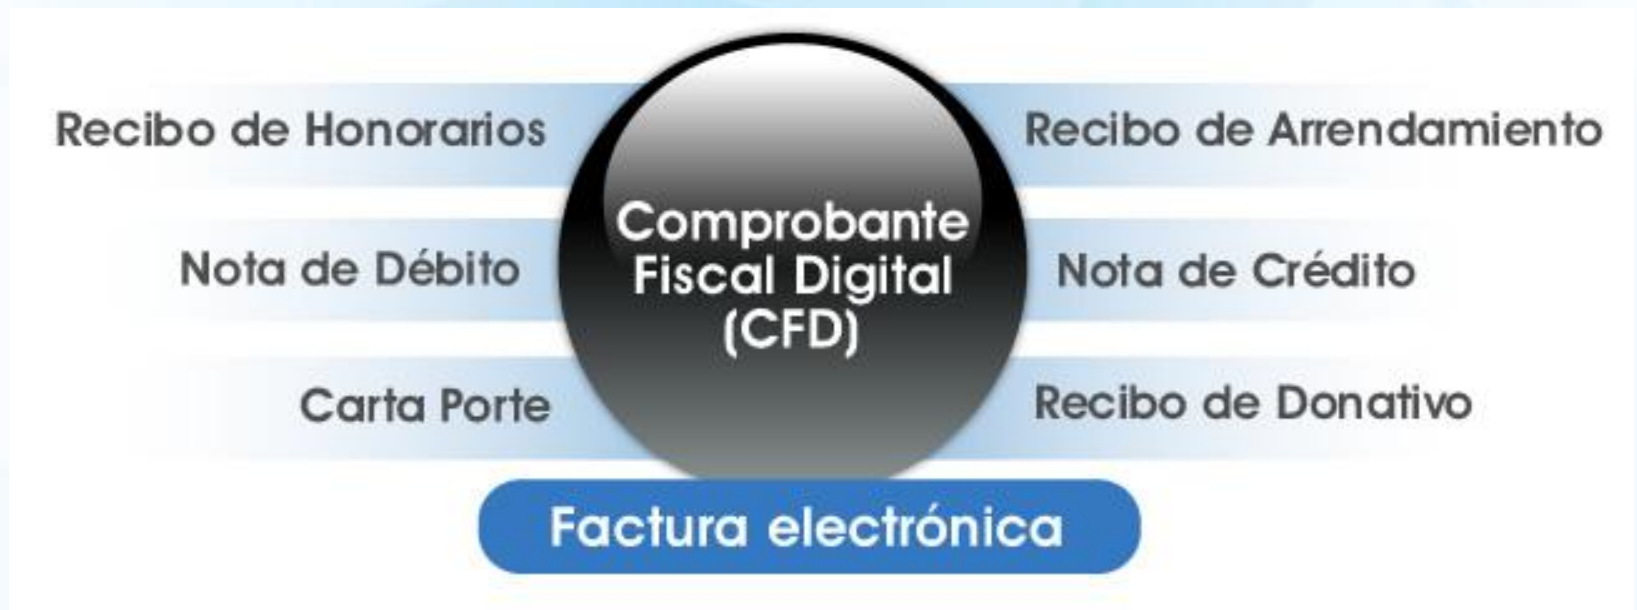 Recibo de Honorarios
Recibo de Arrendamiento
Comprobante
Fiscal Digital
(CFD)
Nota de Débito
Nota de Crédito
Carta Porte
Recibo de Donativo
Factura electrónica